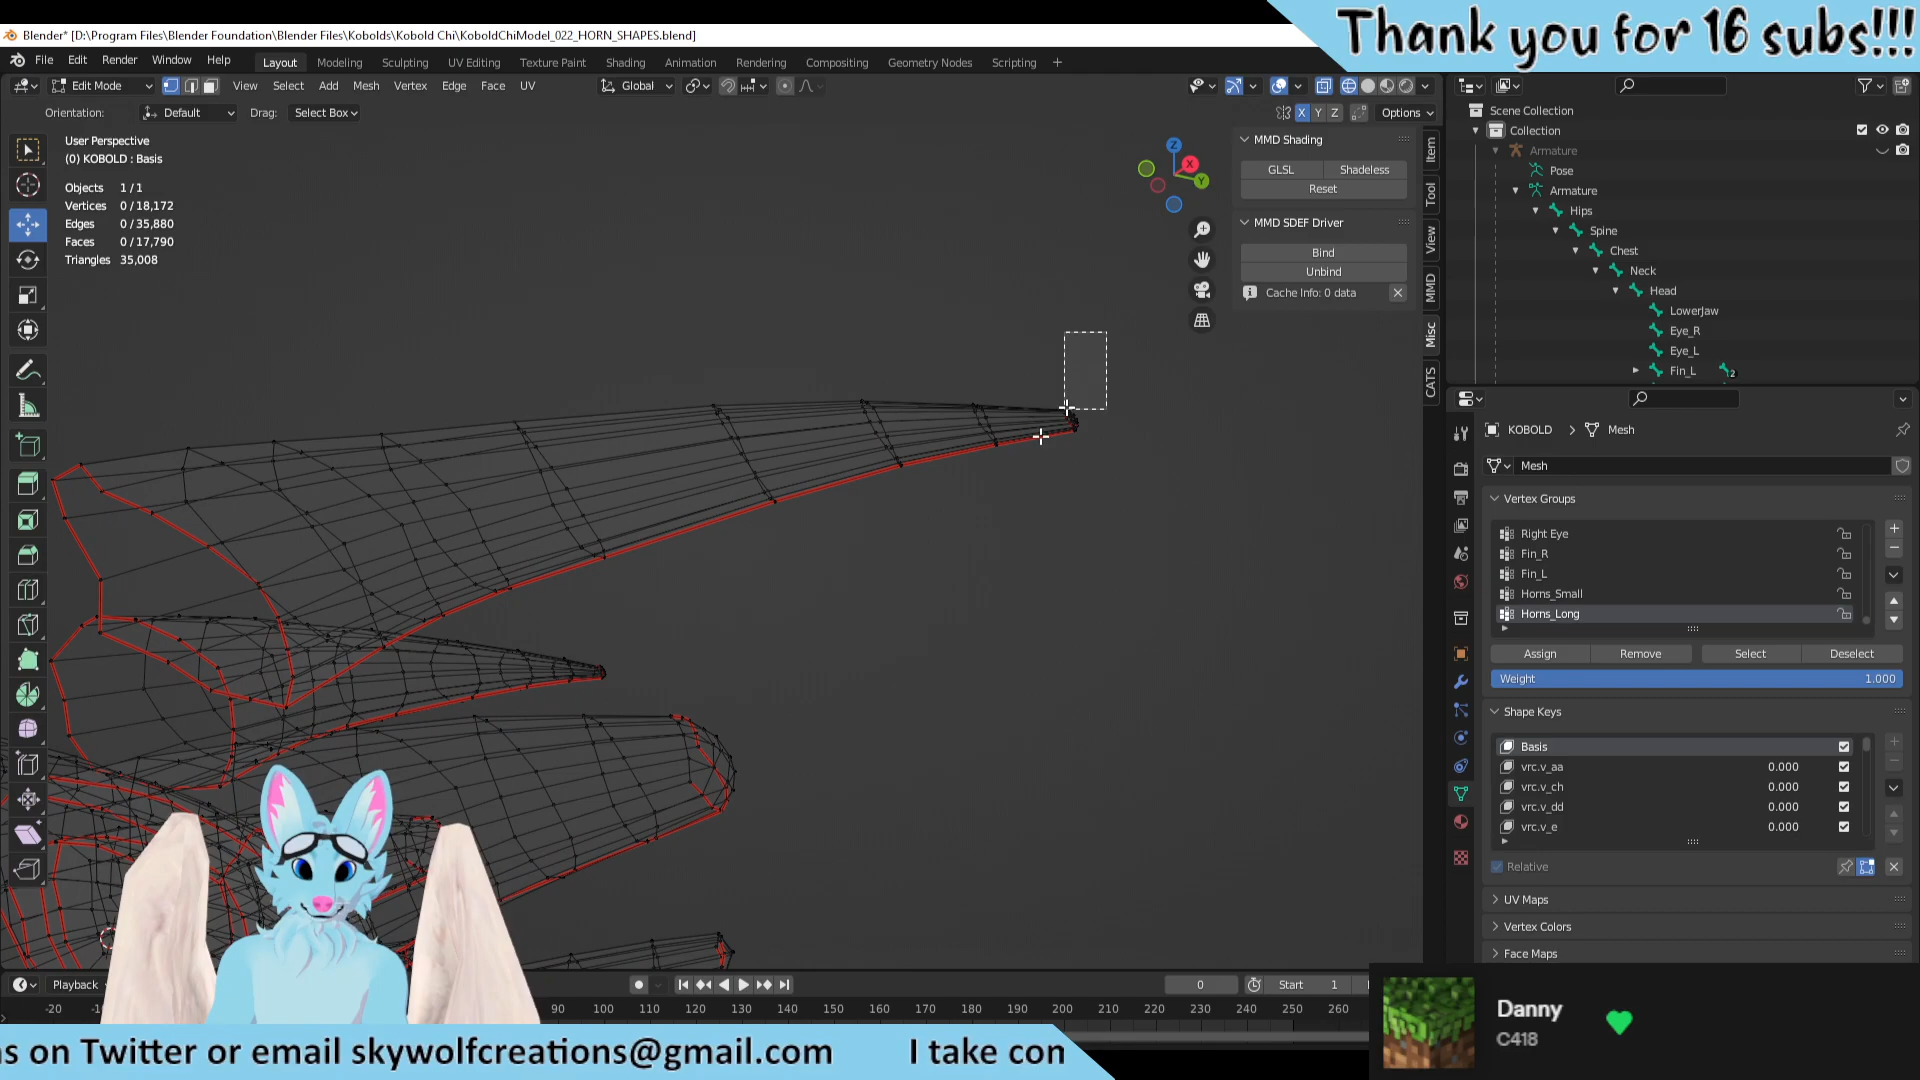 Blender* [D:\Program Files\Blender Foundation\Blender Files\Kobolds\Kobold Chi\KoboldChiModel_022_HORN_SHAPES.blend]
Thank you for 16 subs!!!
File Edit Render Window Help
Layout Modeling Sculpting UV Editing Texture Paint Shading Animation Rendering Compositing Geometry Nodes Scripting +
Edit Mode View Select Add Mesh Vertex Edge Face UV Global
Orientation: Default Drag: Select Box X Y Z Options
User Perspective
(0) KOBOLD : Basis
Objects 1/1
Vertices 0/18,172
Edges 0/35,880
Faces 0/17,790
Triangles 35,008
Z X Y
MMD Shading
GLSL Shadeless
Reset
MMD SDEF Driver
Bind
Unbind
Cache Info: 0 data
Item
Tool
View
MMD
Misc
CATS
Scene Collection
Collection
Armature
Pose
Armature
Hips
Spine
Chest
Neck
Head
LowerJaw
Eye_R
Eye_L
Fin_L 2
KOBOLD > Mesh
Mesh
Vertex Groups
Right Eye
Fin_R
Fin_L
Horns_Small
Horns_Long
Assign Remove Select Deselect
Weight 1.000
Shape Keys
Basis
vrc.v_aa 0.000
vrc.v_ch 0.000
vrc.v_dd 0.000
vrc.v_e 0.000
Relative
UV Maps
Vertex Colors
Face Maps
Playback 0 Start 1
-20 90 100 110 120 130 140 150 160 170 180 190 200 210 220 230 240 250 260
Danny
C418
s on Twitter or email skywolfcreations@gmail.com I take con